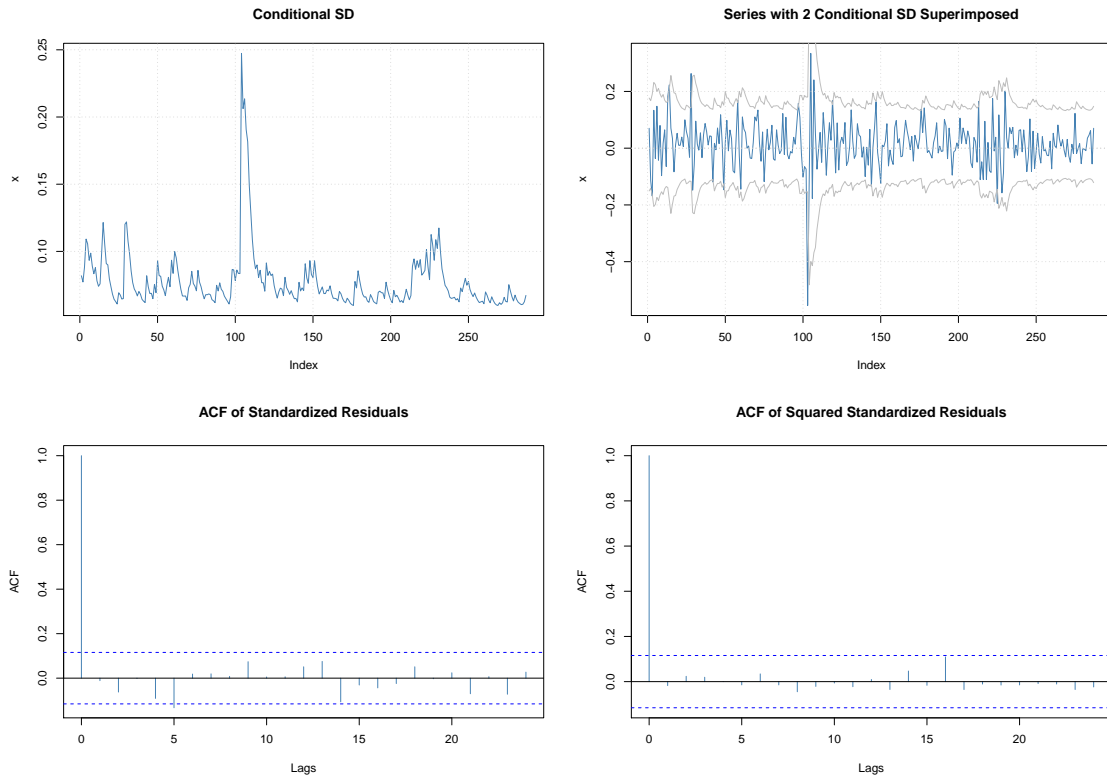 Conditional SD
x
0.25
0.20
0.15
0.10
0 50 100 150 200 250
Index
Series with 2 Conditional SD Superimposed
x
0.2
0.0
−0.2
−0.4
0 50 100 150 200 250
Index
ACF of Standardized Residuals
ACF
1.0
0.8
0.6
0.4
0.2
0.0
0 5 10 15 20
Lags
ACF of Squared Standardized Residuals
ACF
1.0
0.8
0.6
0.4
0.2
0.0
0 5 10 15 20
Lags